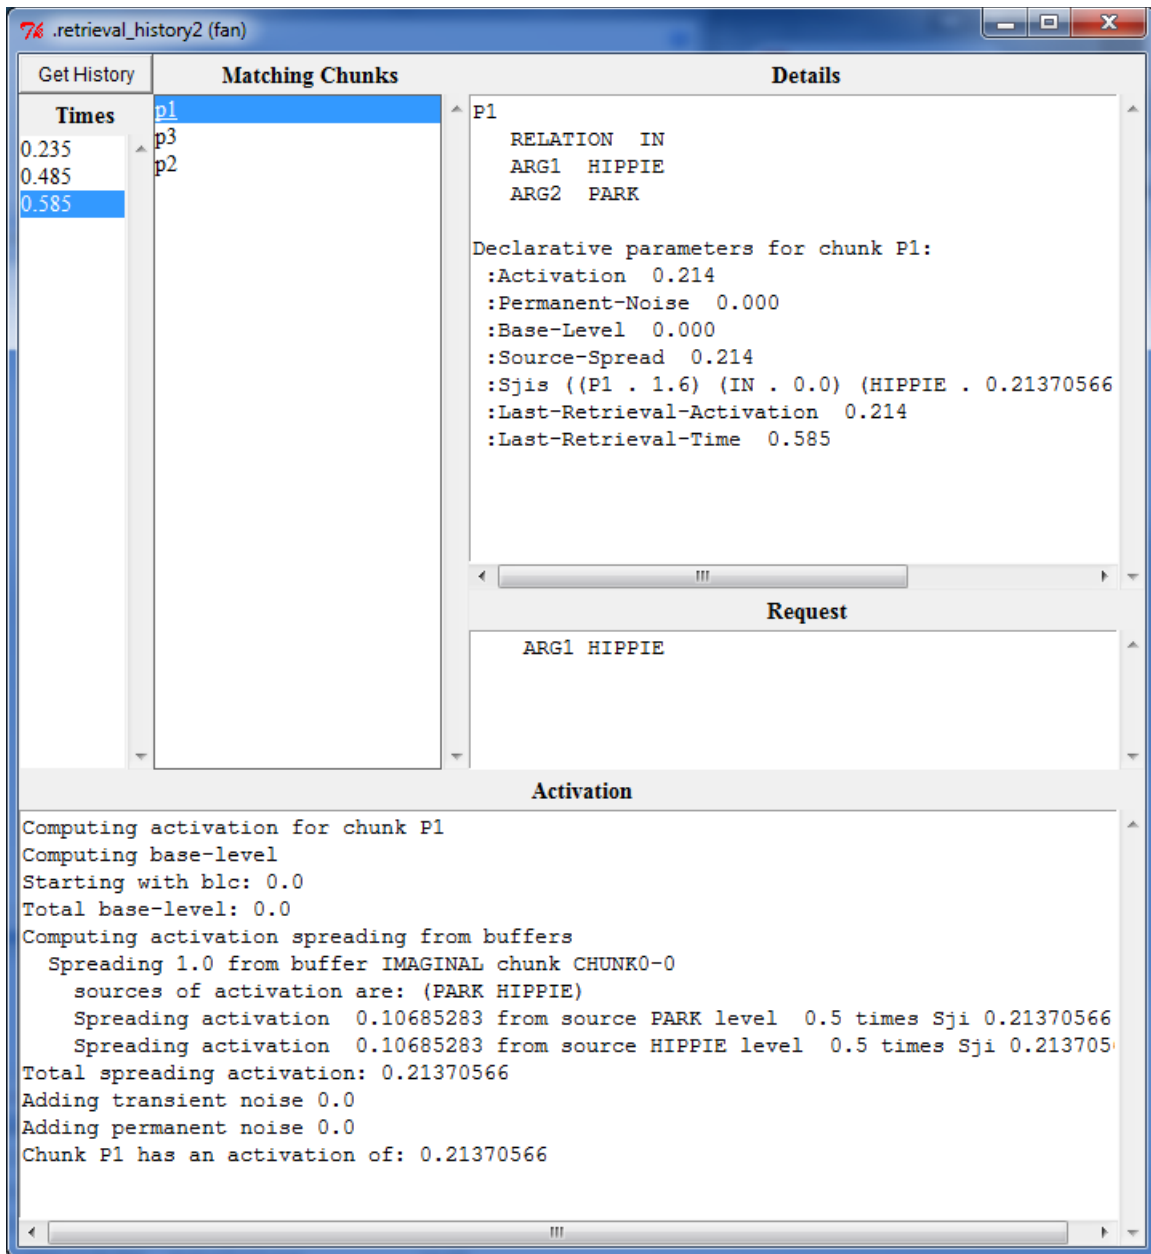 .retrieval_history2 (fan)
Get History
Matching Chunks
Details
Times
0.235
0.485
0.585
p1
p3
p2
P1
RELATION IN
ARG1 HIPPIE
ARG2 PARK
Declarative parameters for chunk P1:
:Activation 0.214
:Permanent-Noise 0.000
:Base-Level 0.000
:Source-Spread 0.214
:Sjis ((P1 . 1.6) (IN . 0.0) (HIPPIE . 0.21370566
:Last-Retrieval-Activation 0.214
:Last-Retrieval-Time 0.585
Request
ARG1 HIPPIE
Activation
Computing activation for chunk P1
Computing base-level
Starting with blc: 0.0
Total base-level: 0.0
Computing activation spreading from buffers
Spreading 1.0 from buffer IMAGINAL chunk CHUNK0-0
sources of activation are: (PARK HIPPIE)
Spreading activation 0.10685283 from source PARK level 0.5 times Sji 0.21370566
Spreading activation 0.10685283 from source HIPPIE level 0.5 times Sji 0.213705
Total spreading activation: 0.21370566
Adding transient noise 0.0
Adding permanent noise 0.0
Chunk P1 has an activation of: 0.21370566